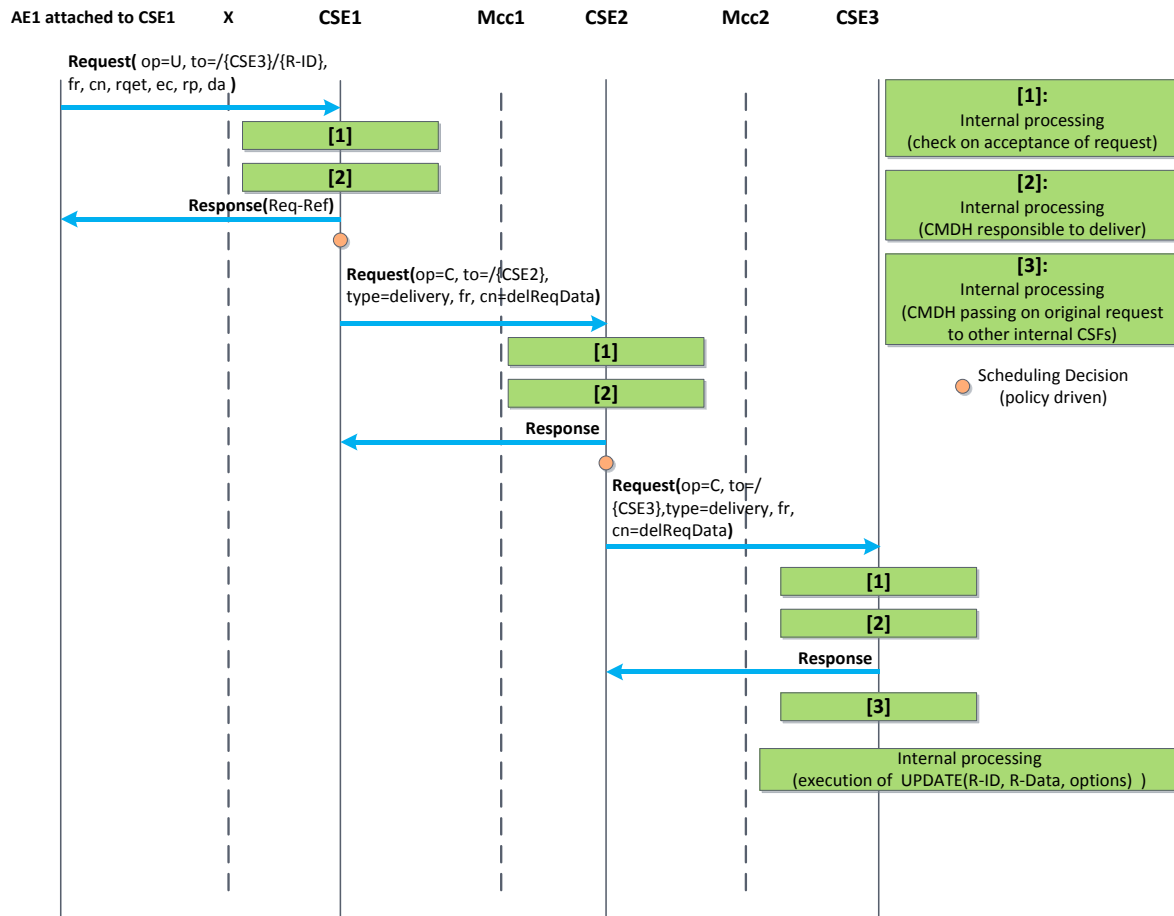 AE1 attached to CSE1 X CSE1 Mcc1 CSE2 Mcc2 CSE3
Request( op=U, to=/{CSE3}/{R-ID},
fr, cn, rqet, ec, rp, da )
[1]
[2]
Response(Req-Ref)
Request(op=C, to=/{CSE2},
type=delivery, fr, cn=delReqData)
[1]
[2]
Response
Request(op=C, to=/
{CSE3},type=delivery, fr,
cn=delReqData)
[1]
[2]
Response
[3]
Internal processing
(execution of  UPDATE(R-ID, R-Data, options)  )
[1]:
Internal processing
(check on acceptance of request)
[2]:
Internal processing
(CMDH responsible to deliver)
[3]:
Internal processing
(CMDH passing on original request
to other internal CSFs)
Scheduling Decision
(policy driven)